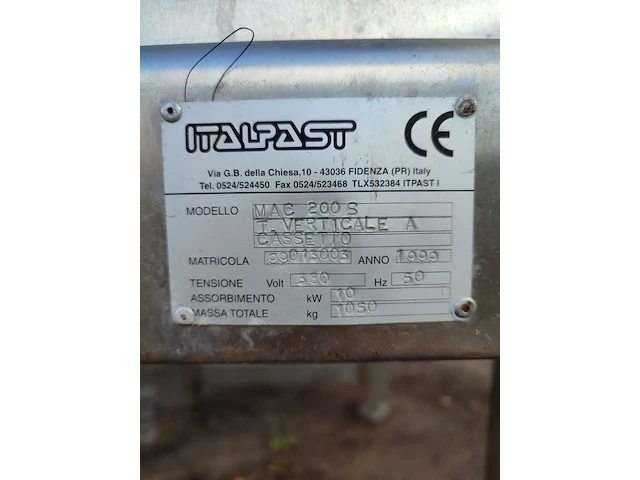 ITALPAST CE
Via G.B. della Chiesa,10 - 43036 FIDENZA (PR) Italy
Tel. 0524/524450 Fax 0524/523468 TLX532384 ITPAST I
MODELLO MAC 200 S
T. VERTICALE A
CASSETTO
MATRICOLA 99013003 ANNO 1999
TENSIONE Volt 380 Hz 50
ASSORBIMENTO kW 10
MASSA TOTALE kg 1050